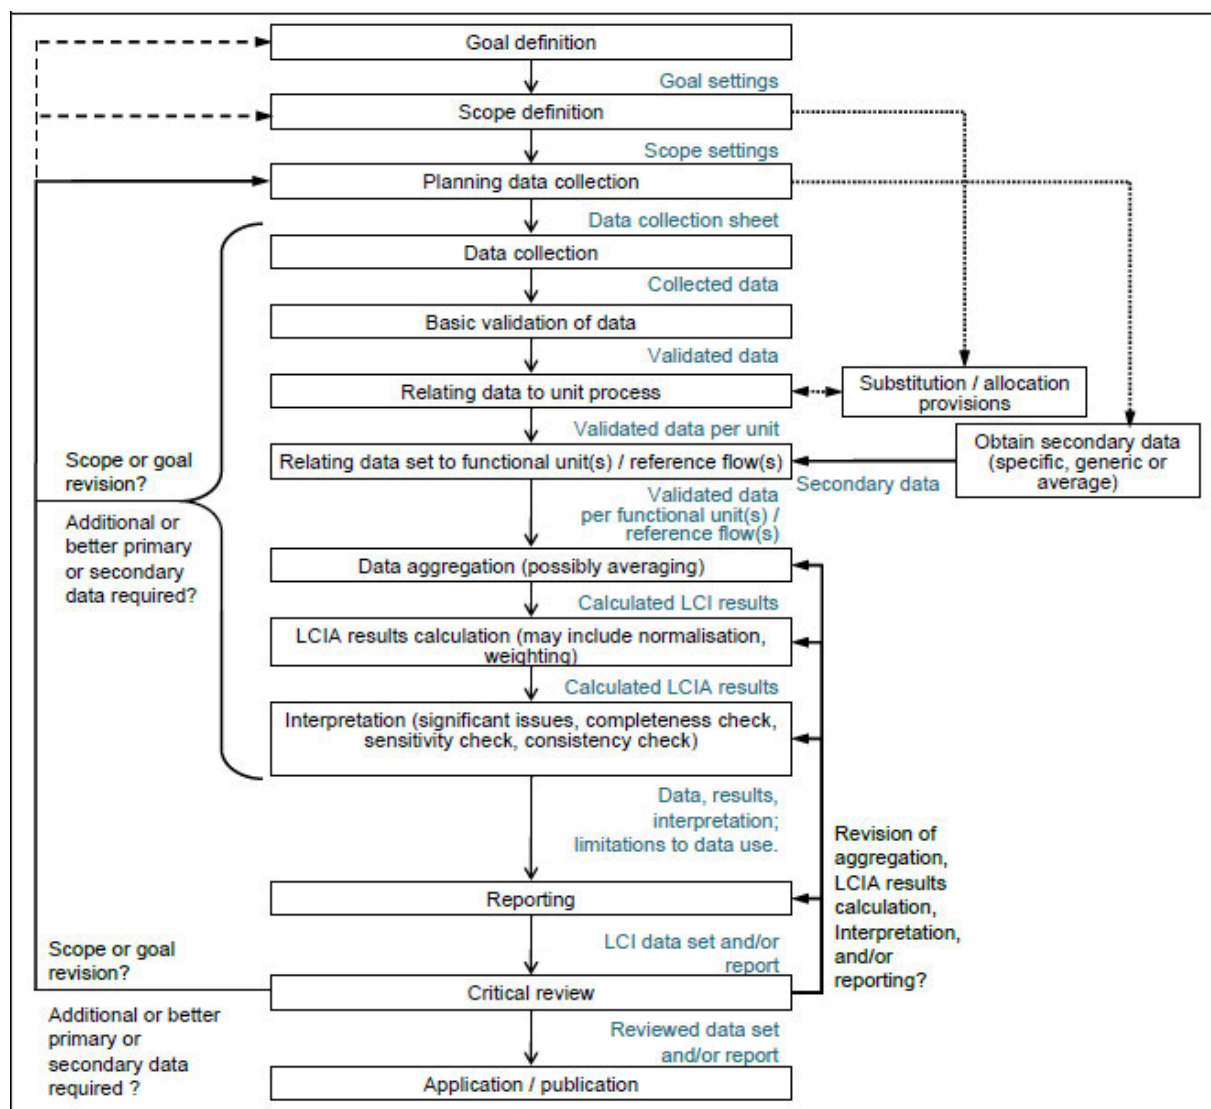 Goal definition
Goal settings
Scope definition
Scope settings
Planning data collection
Data collection sheet
Data collection
Collected data
Basic validation of data
Validated data
Relating data to unit process
Substitution / allocation
provisions
Validated data per unit
Relating data set to functional unit(s) / reference flow(s)
Obtain secondary data
(specific, generic or
average)
Secondary data
Scope or goal
revision?
Additional or
better primary
or secondary
data required?
Validated data
per functional unit(s) /
reference flow(s)
Data aggregation (possibly averaging)
Calculated LCI results
LCIA results calculation (may include normalisation,
weighting)
Calculated LCIA results
Interpretation (significant issues, completeness check,
sensitivity check, consistency check)
Data, results,
interpretation;
limitations to data use.
Revision of
aggregation,
LCIA results
calculation,
Interpretation,
and/or
reporting?
Reporting
LCI data set and/or
report
Scope or goal
revision?
Critical review
Additional or better
primary or
secondary data
required ?
Reviewed data set
and/or report
Application / publication